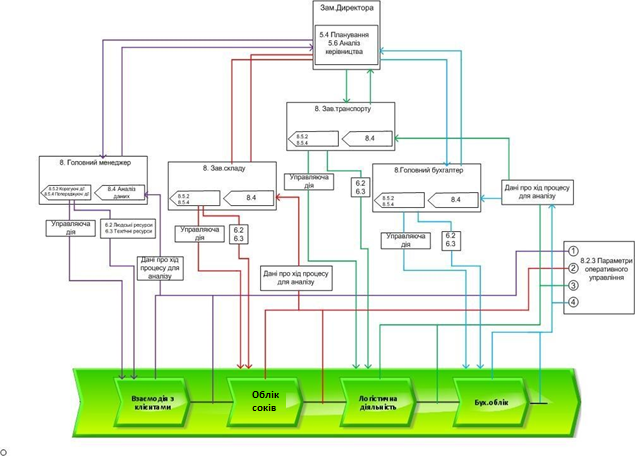 Зам.Директора
5.4 Планування
5.6 Аналіз
керівництва
8. Зав.транспорту
8.5.2
8.5.4
8.4
8. Головний менеджер
8.5.3 Коригуючі дії
8.5.4 Попереджуючі дії
8.4 Аналіз
даних
8. Зав.складу
8.5.2
8.5.4
8.4
8.Головний бухгалтер
8.5.2
8.5.4
8.4
Управляюча
дія
6.2
6.3
Дані про хід процесу
для аналізу
Управляюча
дія
6.2 Людські ресурси
6.3 Технічні ресурси
Управляюча
дія
6.2
6.3
Управляюча
дія
6.2
6.3
Дані про хід
процесу для
аналізу
Дані про хід процесу
для аналізу
1
2
3
4
8.2.3 Параметри
оперативного
управління
Взаємодія з
клієнтами
Облік
соків
Логістична
діяльність
Бух.облік